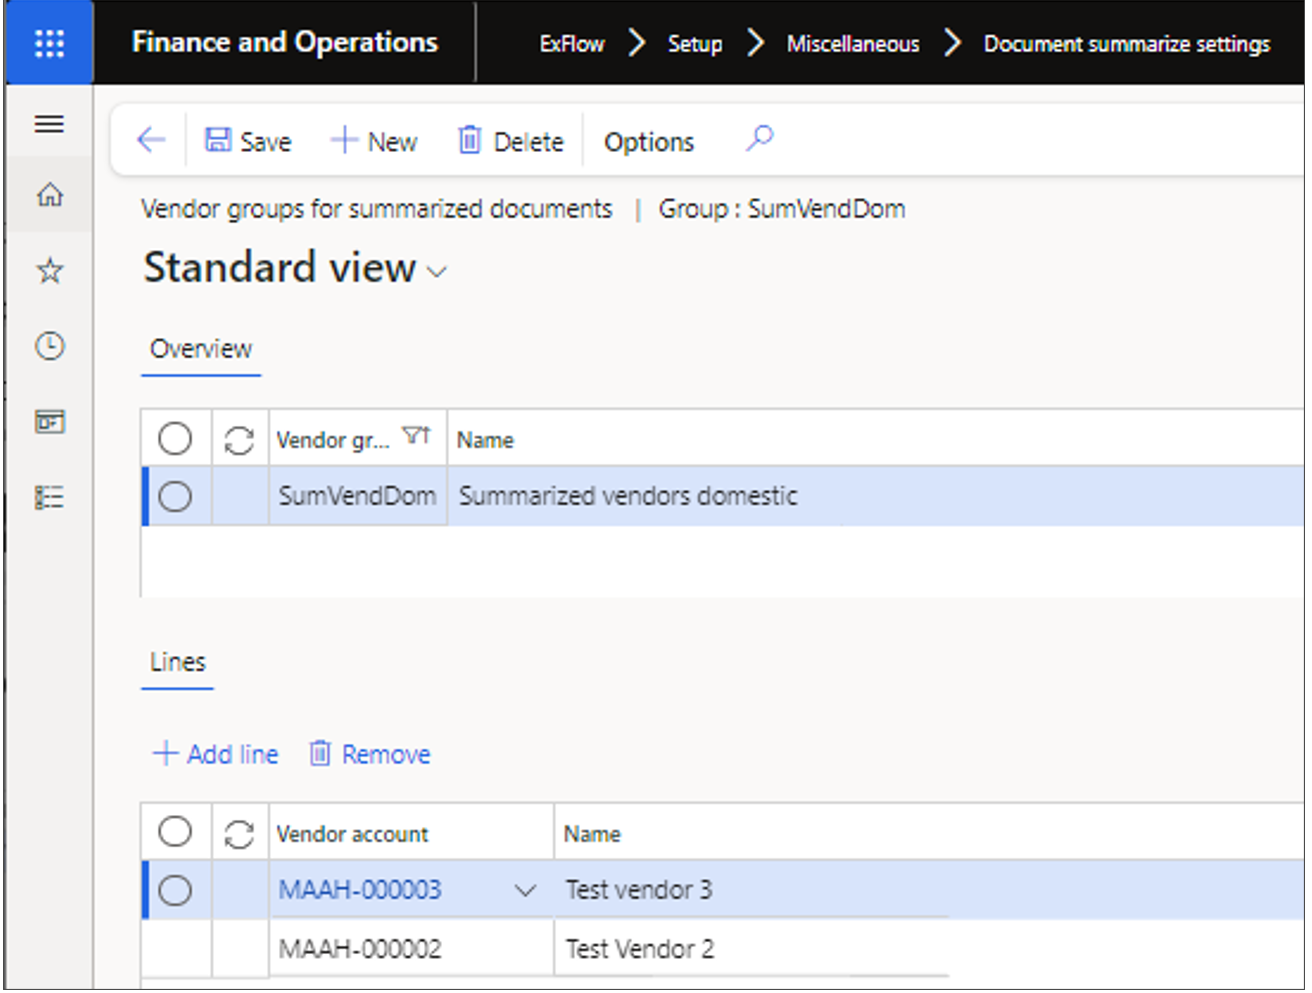 Finance and Operations ExFlow Setup Miscellaneous Document summarize settings
Save New Delete Options
Vendor groups for summarized documents | Group : SumVendDom
Standard view
Overview
Vendor gr... Name
SumVendDom Summarized vendors domestic
Lines
Add line Remove
Vendor account Name
MAAH-000003 Test vendor 3
MAAH-000002 Test Vendor 2